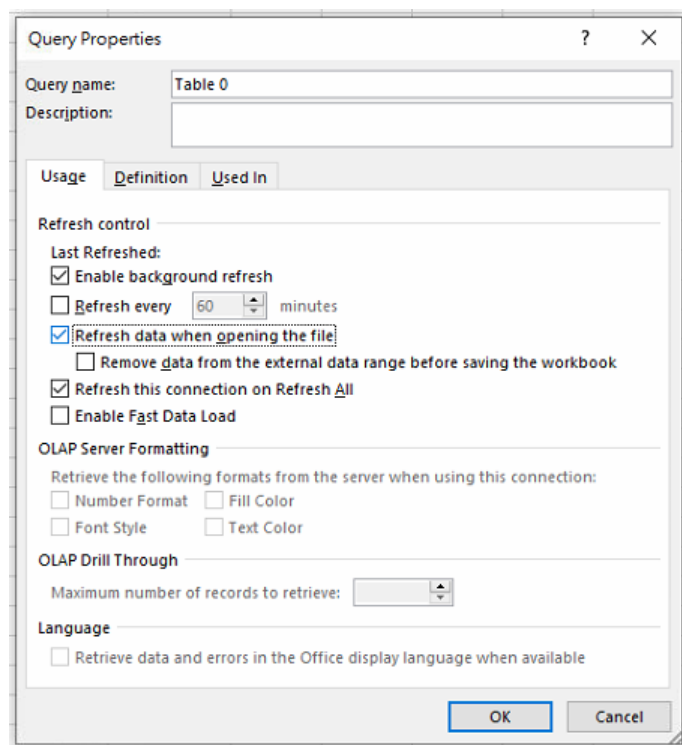 Query Properties ?
Query name: Table 0
Description:
Usage Definition Used In
Refresh control
Last Refreshed:
Enable background refresh
Refresh every 60 minutes
Refresh data when opening the file
Remove data from the external data range before saving the workbook
Refresh this connection on Refresh All
Enable Fast Data Load
OLAP Server Formatting
Retrieve the following formats from the server when using this connection:
Number Format Fill Color
Font Style Text Color
OLAP Drill Through
Maximum number of records to retrieve:
Language
Retrieve data and errors in the Office display language when available
OK Cancel